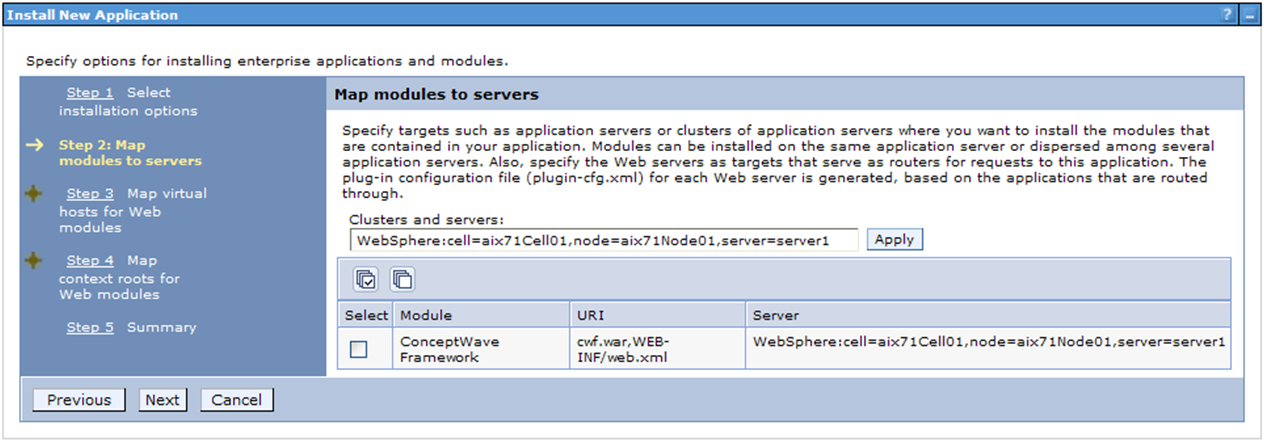 Install New Application
?
Specify options for installing enterprise applications and modules.
Step 1 Select
installation options
Step 2: Map
modules to servers
Step 3 Map virtual
hosts for Web
modules
Step 4 Map
context roots for
Web modules
Step 5 Summary
Map modules to servers
Specify targets such as application servers or clusters of application servers where you want to install the modules that
are contained in your application. Modules can be installed on the same application server or dispersed among several
application servers. Also, specify the Web servers as targets that serve as routers for requests to this application. The
plug-in configuration file (plugin-cfg.xml) for each Web server is generated, based on the applications that are routed
through.
Clusters and servers:
WebSphere:cell=aix71Cell01,node=aix71Node01,server=server1 Apply
Select Module URI Server
ConceptWave cwf.war,WEB- WebSphere:cell=aix71Cell01,node=aix71Node01,server=server1
Framework INF/web.xml
Previous Next Cancel